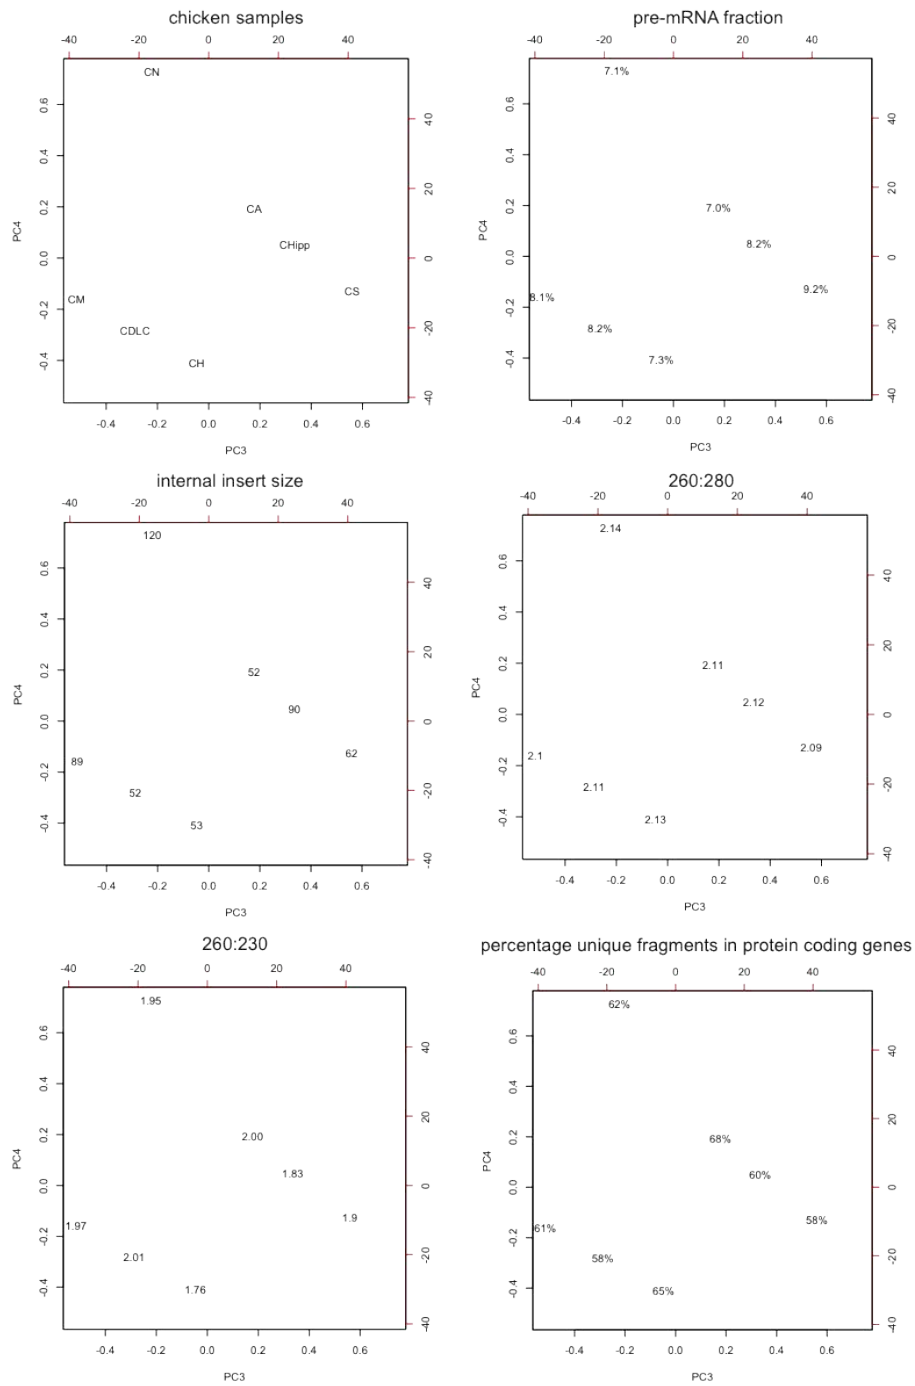 chicken samples
-40 -20 0 20 40
CN
CA
CHipp
CS
CM
CDLC
CH
0.6
0.4
0.2
0.0
-0.2
-0.4
PC4
40
20
0
-20
-40
-0.4 -0.2 0.0 0.2 0.4 0.6
PC3
pre-mRNA fraction
-40 -20 0 20 40
7.1%
7.0%
8.2%
9.2%
8.1%
8.2%
7.3%
0.6
0.4
0.2
0.0
-0.2
-0.4
PC4
40
20
0
-20
-40
-0.4 -0.2 0.0 0.2 0.4 0.6
PC3
internal insert size
-40 -20 0 20 40
120
52
90
62
89
52
53
0.6
0.4
0.2
0.0
-0.2
-0.4
PC4
40
20
0
-20
-40
-0.4 -0.2 0.0 0.2 0.4 0.6
PC3
260:280
-40 -20 0 20 40
2.14
2.11
2.12
2.09
2.1
2.11
2.13
0.6
0.4
0.2
0.0
-0.2
-0.4
PC4
40
20
0
-20
-40
-0.4 -0.2 0.0 0.2 0.4 0.6
PC3
260:230
-40 -20 0 20 40
1.95
2.00
1.83
1.9
1.97
2.01
1.76
0.6
0.4
0.2
0.0
-0.2
-0.4
PC4
40
20
0
-20
-40
-0.4 -0.2 0.0 0.2 0.4 0.6
PC3
percentage unique fragments in protein coding genes
-40 -20 0 20 40
62%
68%
60%
58%
61%
58%
65%
0.6
0.4
0.2
0.0
-0.2
-0.4
PC4
40
20
0
-20
-40
-0.4 -0.2 0.0 0.2 0.4 0.6
PC3